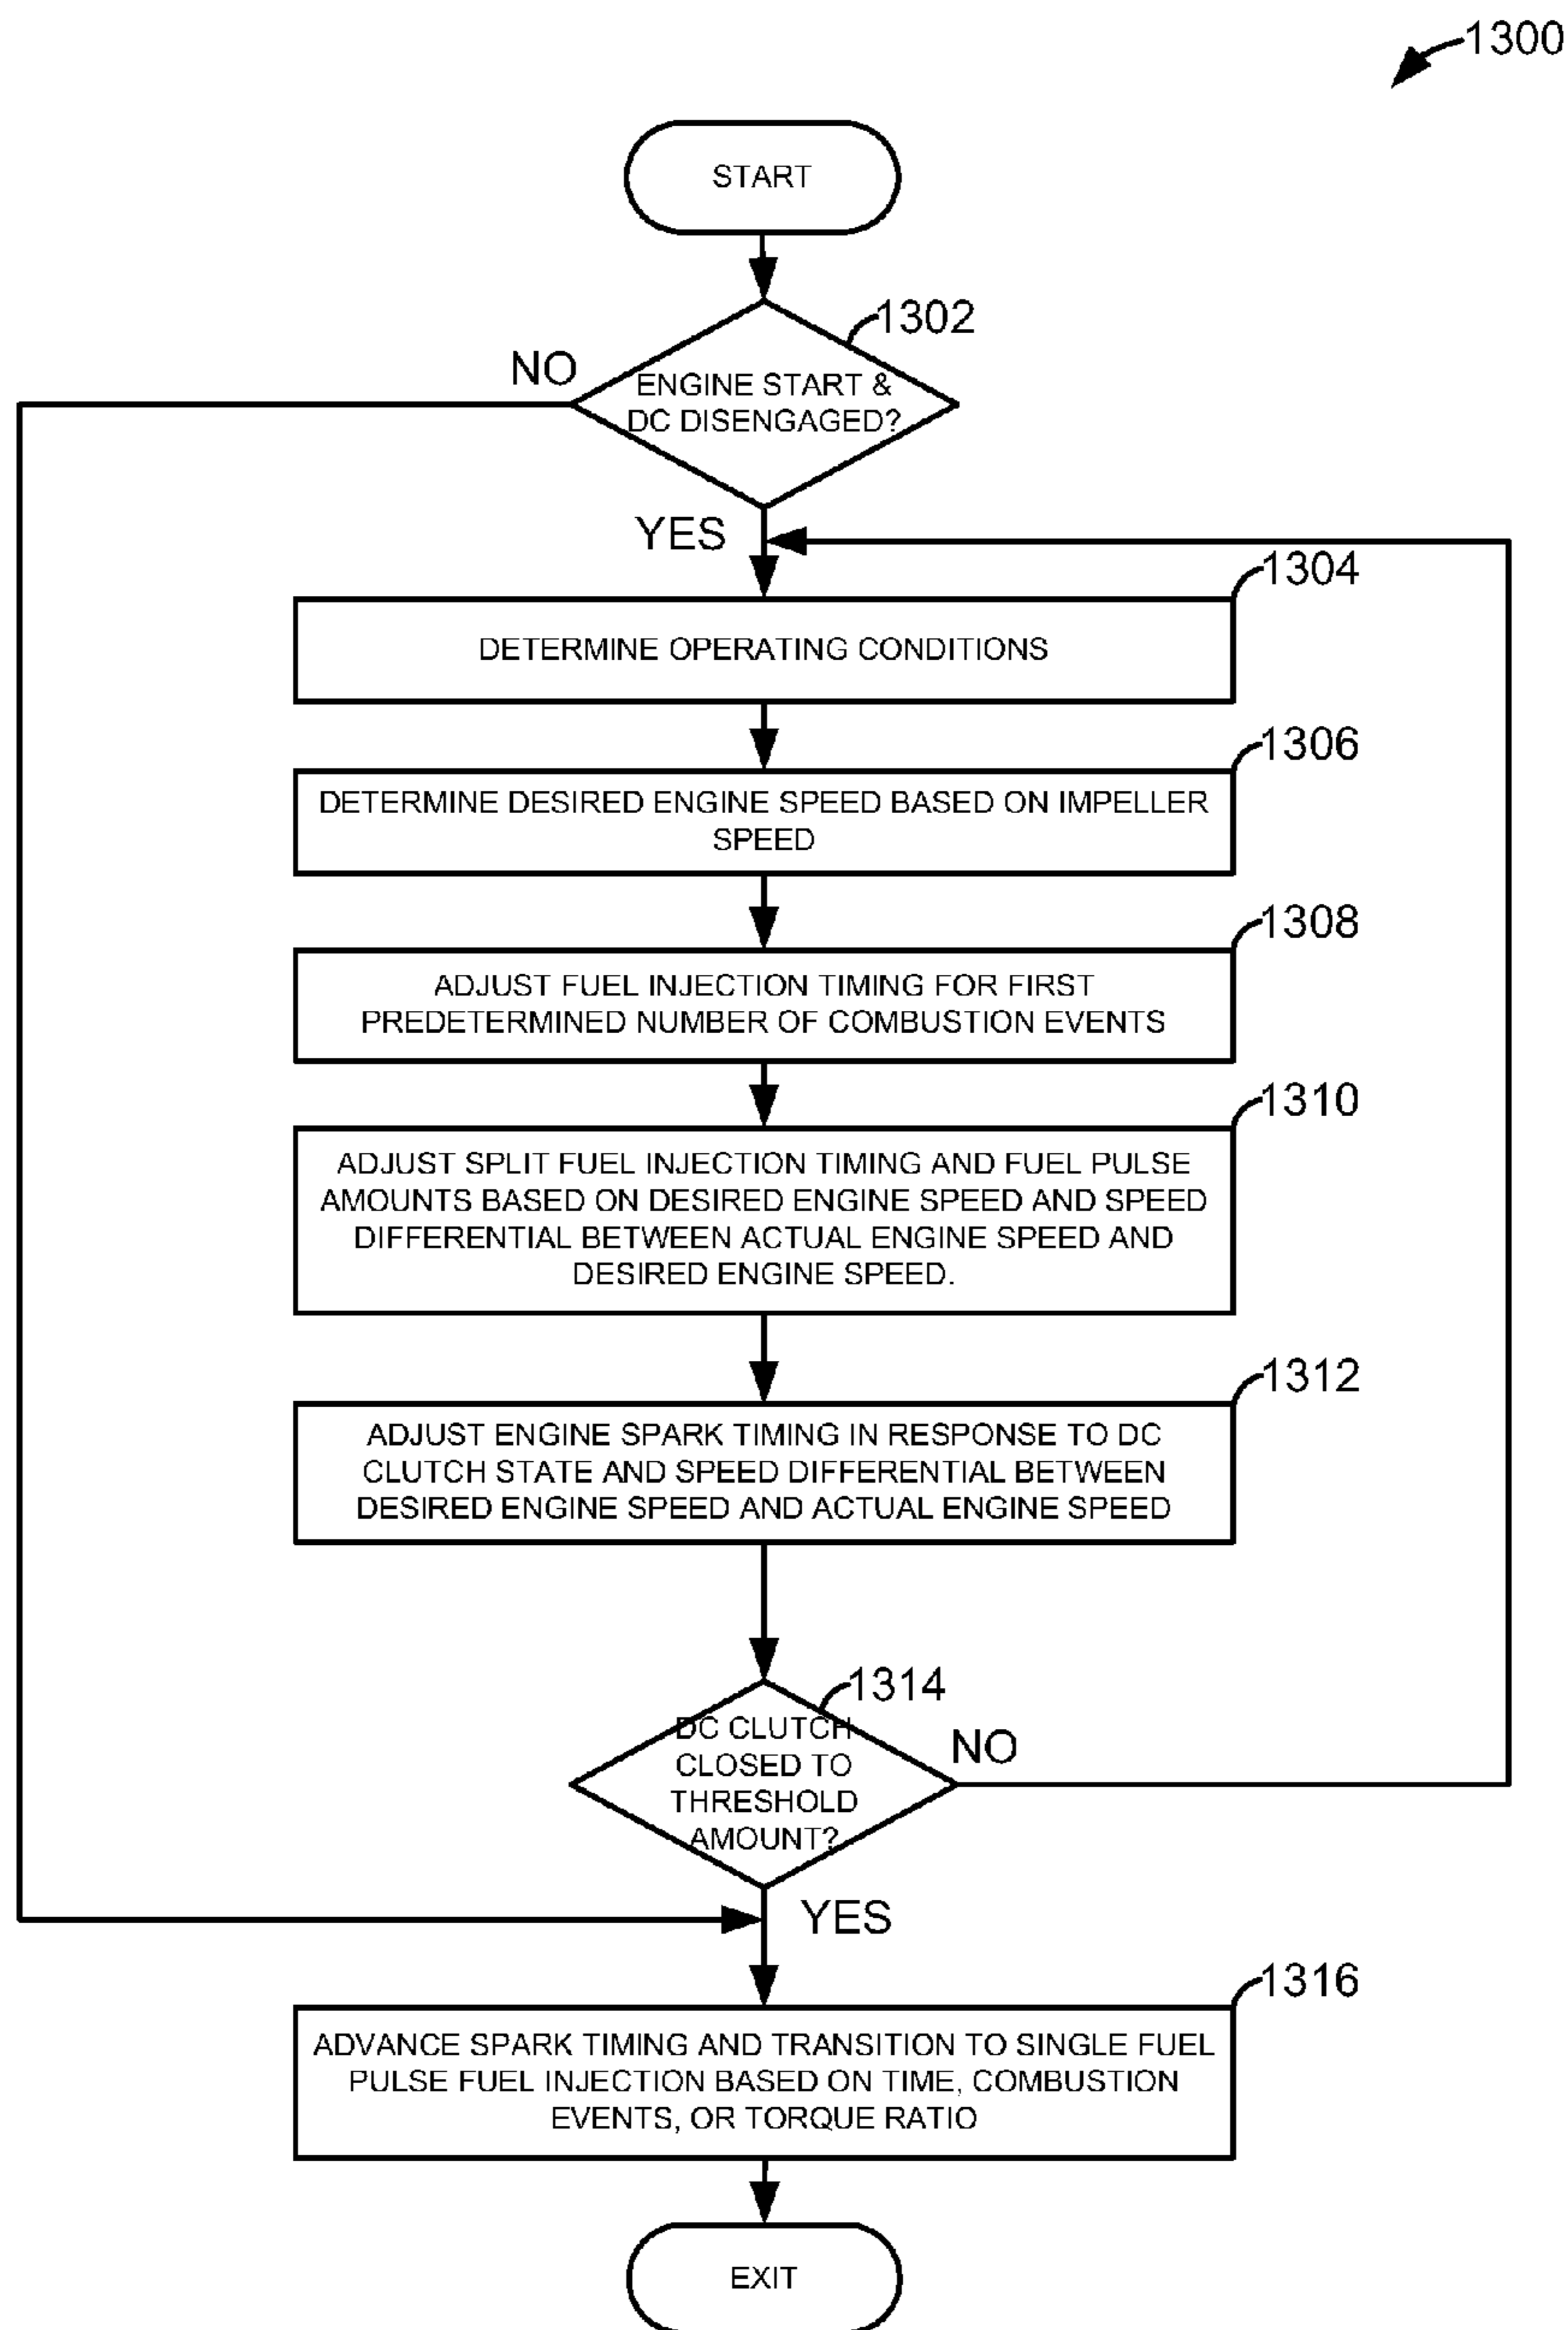 1300
START
1302
NO
ENGINE START &
DC DISENGAGED?
YES
1304
DETERMINE OPERATING CONDITIONS
1306
DETERMINE DESIRED ENGINE SPEED BASED ON IMPELLER
SPEED
1308
ADJUST FUEL INJECTION TIMING FOR FIRST
PREDETERMINED NUMBER OF COMBUSTION EVENTS
1310
ADJUST SPLIT FUEL INJECTION TIMING AND FUEL PULSE
AMOUNTS BASED ON DESIRED ENGINE SPEED AND SPEED
DIFFERENTIAL BETWEEN ACTUAL ENGINE SPEED AND
DESIRED ENGINE SPEED.
1312
ADJUST ENGINE SPARK TIMING IN RESPONSE TO DC
CLUTCH STATE AND SPEED DIFFERENTIAL BETWEEN
DESIRED ENGINE SPEED AND ACTUAL ENGINE SPEED
1314
DC CLUTCH
CLOSED TO
THRESHOLD
AMOUNT?
NO
YES
1316
ADVANCE SPARK TIMING AND TRANSITION TO SINGLE FUEL
PULSE FUEL INJECTION BASED ON TIME, COMBUSTION
EVENTS, OR TORQUE RATIO
EXIT